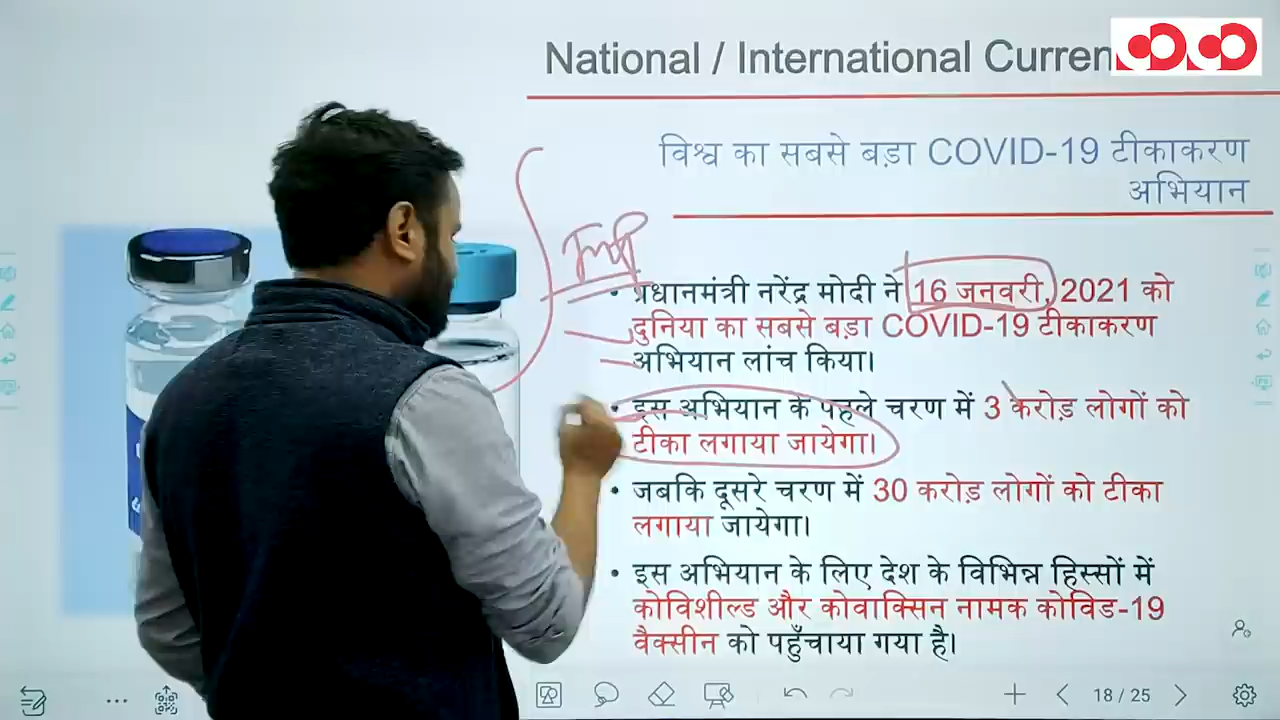 National / International Curren
विश्व का सबसे बड़ा COVID-19 टीकाकरण
अभियान
Imp
• प्रधानमंत्री नरेंद्र मोदी ने 16 जनवरी, 2021 को
दुनिया का सबसे बड़ा COVID-19 टीकाकरण
अभियान लांच किया।
• इस अभियान के पहले चरण में 3 करोड़ लोगों को
टीका लगाया जायेगा।
• जबकि दूसरे चरण में 30 करोड़ लोगों को टीका
लगाया जायेगा।
• इस अभियान के लिए देश के विभिन्न हिस्सों में
कोविशील्ड और कोवाक्सिन नामक कोविड-19
वैक्सीन को पहुँचाया गया है।
18 / 25